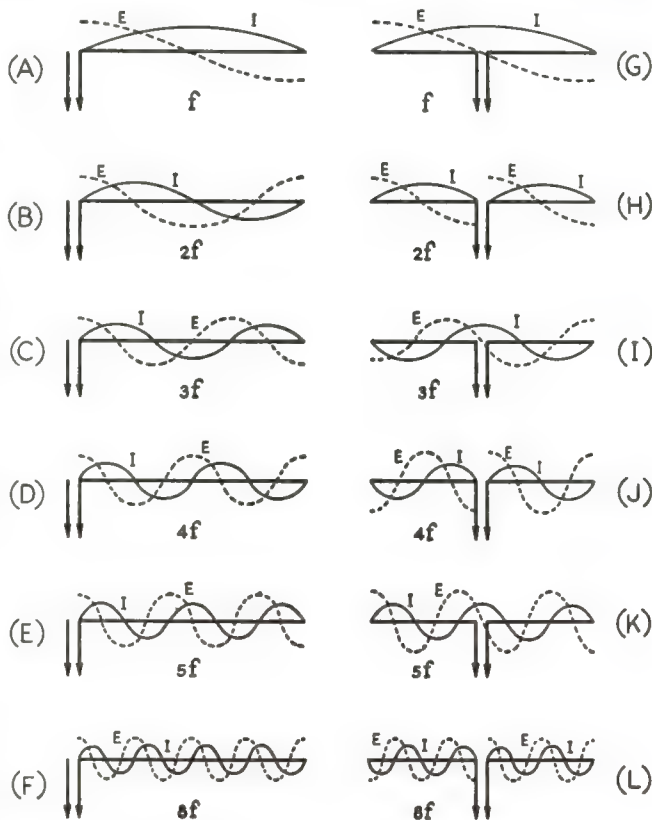 E I E I
(A) (G)
f f
E I E I E I
(B) (H)
2f 2f
I E E I
(C) (I)
3f 3f
I E E I E I
(D) (J)
4f 4f
I E I E
(E) (K)
5f 5f
E I E I E I
(F) (L)
8f 8f